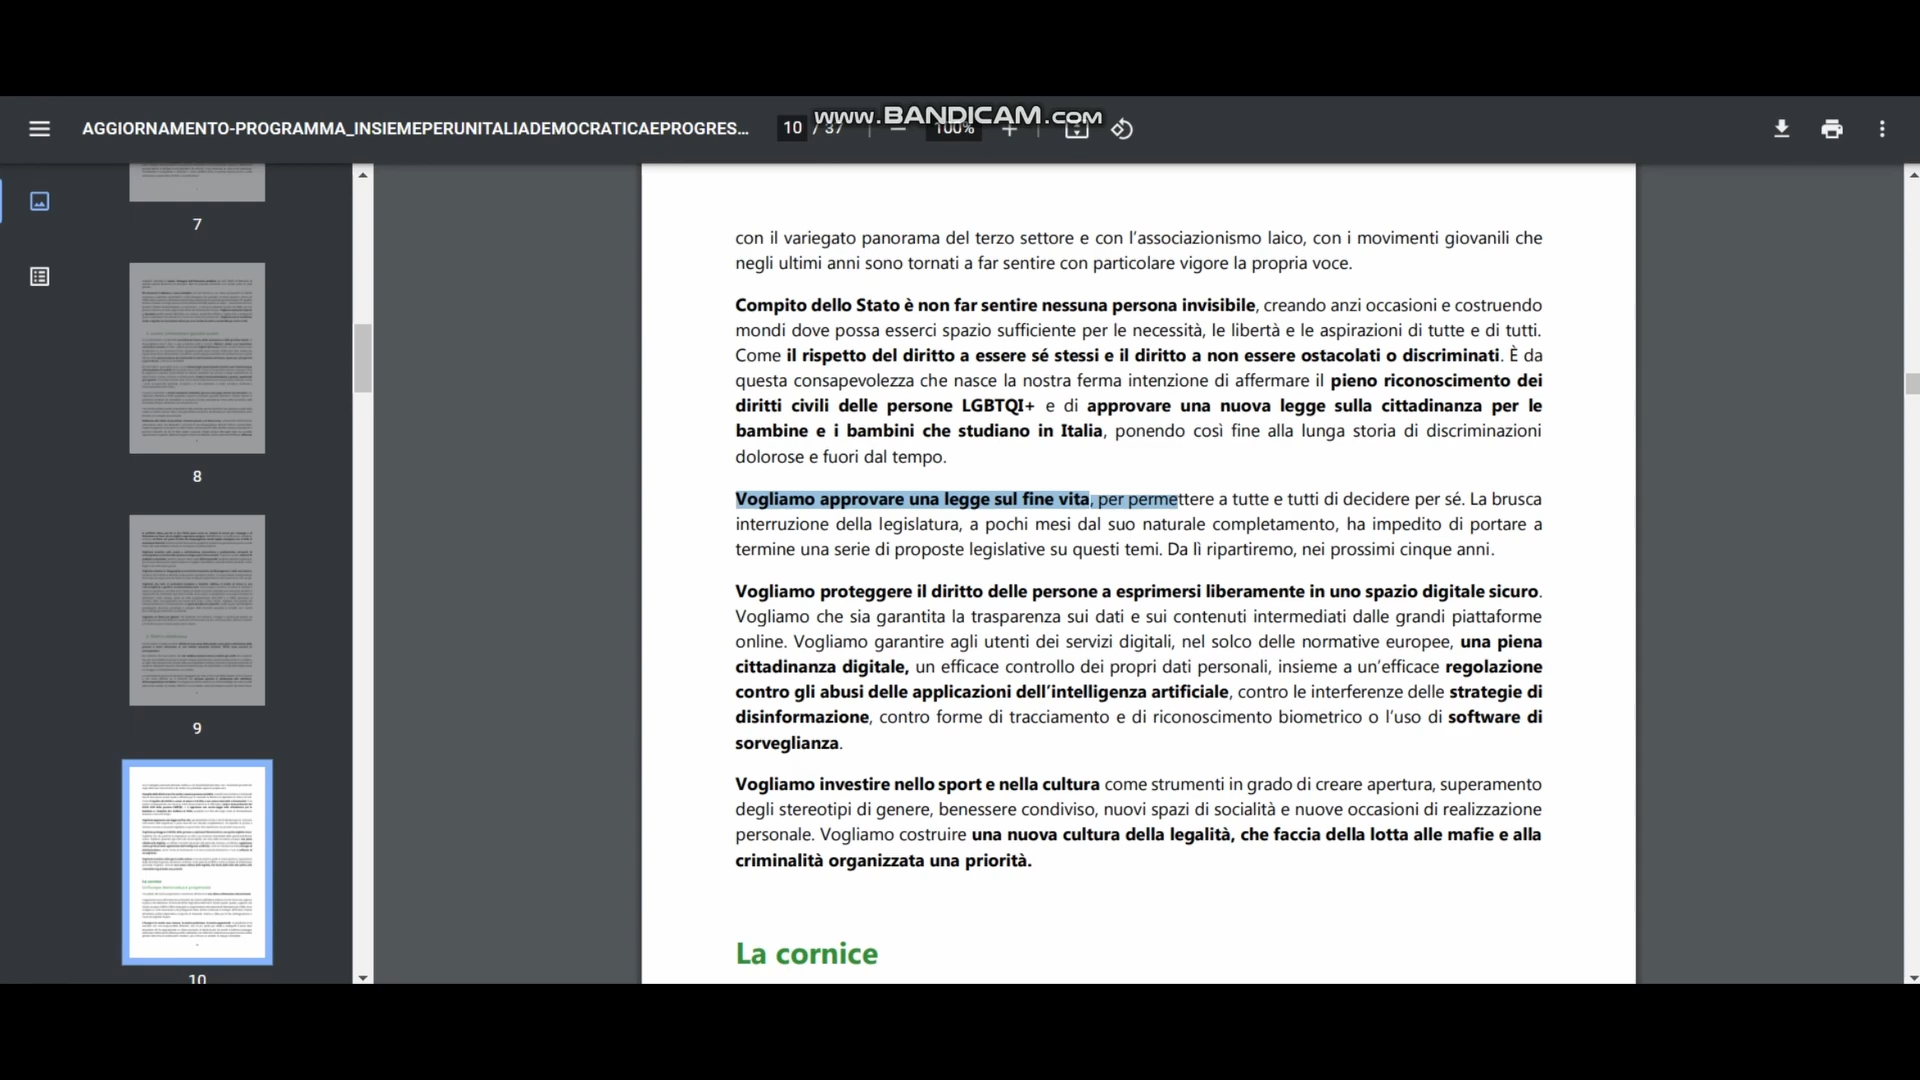 www.BANDICAM.com
AGGIORNAMENTO-PROGRAMMA_INSIEMEPERUNITALIADEMOCRATICAEPROGRES...
10 / 37
100%
7
8
9
10
con il variegato panorama del terzo settore e con l'associazionismo laico, con i movimenti giovanili che
negli ultimi anni sono tornati a far sentire con particolare vigore la propria voce.
Compito dello Stato è non far sentire nessuna persona invisibile, creando anzi occasioni e costruendo
mondi dove possa esserci spazio sufficiente per le necessità, le libertà e le aspirazioni di tutte e di tutti.
Come il rispetto del diritto a essere sé stessi e il diritto a non essere ostacolati o discriminati. È da
questa consapevolezza che nasce la nostra ferma intenzione di affermare il pieno riconoscimento dei
diritti civili delle persone LGBTQI+ e di approvare una nuova legge sulla cittadinanza per le
bambine e i bambini che studiano in Italia, ponendo così fine alla lunga storia di discriminazioni
dolorose e fuori dal tempo.
Vogliamo approvare una legge sul fine vita, per permettere a tutte e tutti di decidere per sé. La brusca
interruzione della legislatura, a pochi mesi dal suo naturale completamento, ha impedito di portare a
termine una serie di proposte legislative su questi temi. Da lì ripartiremo, nei prossimi cinque anni.
Vogliamo proteggere il diritto delle persone a esprimersi liberamente in uno spazio digitale sicuro.
Vogliamo che sia garantita la trasparenza sui dati e sui contenuti intermediati dalle grandi piattaforme
online. Vogliamo garantire agli utenti dei servizi digitali, nel solco delle normative europee, una piena
cittadinanza digitale, un efficace controllo dei propri dati personali, insieme a un'efficace regolazione
contro gli abusi delle applicazioni dell'intelligenza artificiale, contro le interferenze delle strategie di
disinformazione, contro forme di tracciamento e di riconoscimento biometrico o l'uso di software di
sorveglianza.
Vogliamo investire nello sport e nella cultura come strumenti in grado di creare apertura, superamento
degli stereotipi di genere, benessere condiviso, nuovi spazi di socialità e nuove occasioni di realizzazione
personale. Vogliamo costruire una nuova cultura della legalità, che faccia della lotta alle mafie e alla
criminalità organizzata una priorità.
La cornice